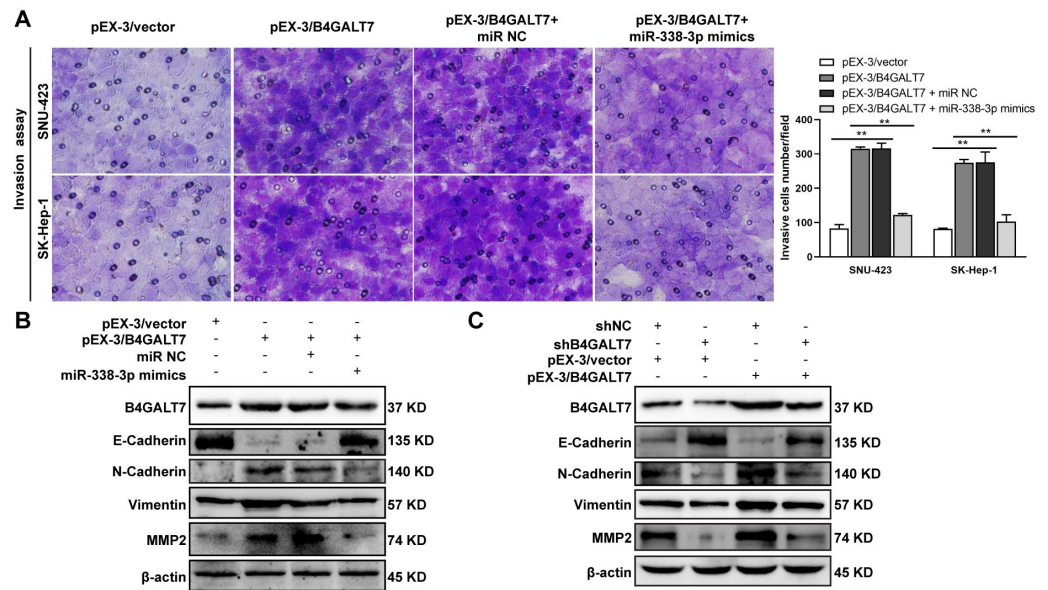 A
pEX-3/vector
pEX-3/B4GALT7
pEX-3/B4GALT7+
miR NC
pEX-3/B4GALT7+
miR-338-3p mimics
Invasion assay
SNU-423
SK-Hep-1
pEX-3/vector
pEX-3/B4GALT7
pEX-3/B4GALT7 + miR NC
pEX-3/B4GALT7 + miR-338-3p mimics
Invasive cells number/field
400
300
200
100
0
**
**
**
**
SNU-423
SK-Hep-1
B
pEX-3/vector + - - -
pEX-3/B4GALT7 - + + +
miR NC - - + -
miR-338-3p mimics - - - +
B4GALT7 37 KD
E-Cadherin 135 KD
N-Cadherin 140 KD
Vimentin 57 KD
MMP2 74 KD
β-actin 45 KD
C
shNC + - + -
shB4GALT7 - + - +
pEX-3/vector + + - -
pEX-3/B4GALT7 - - + +
B4GALT7 37 KD
E-Cadherin 135 KD
N-Cadherin 140 KD
Vimentin 57 KD
MMP2 74 KD
β-actin 45 KD